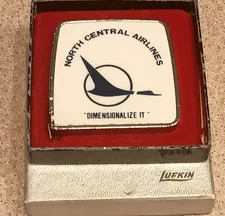 NORTH CENTRAL AIRLINES
"DIMENSIONALIZE IT"
LUFKIN